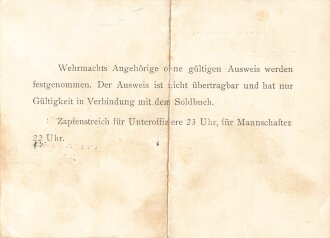 Wehrmachts Angehörige ohne gültigen Ausweis werden
festgenommen. Der Ausweis ist nicht übertragbar und hat nur
Gültigkeit in Verbindung mit dem Soldbuch.
Zapfenstreich für Unteroffiziere 23 Uhr, für Mannschaften
22 Uhr.